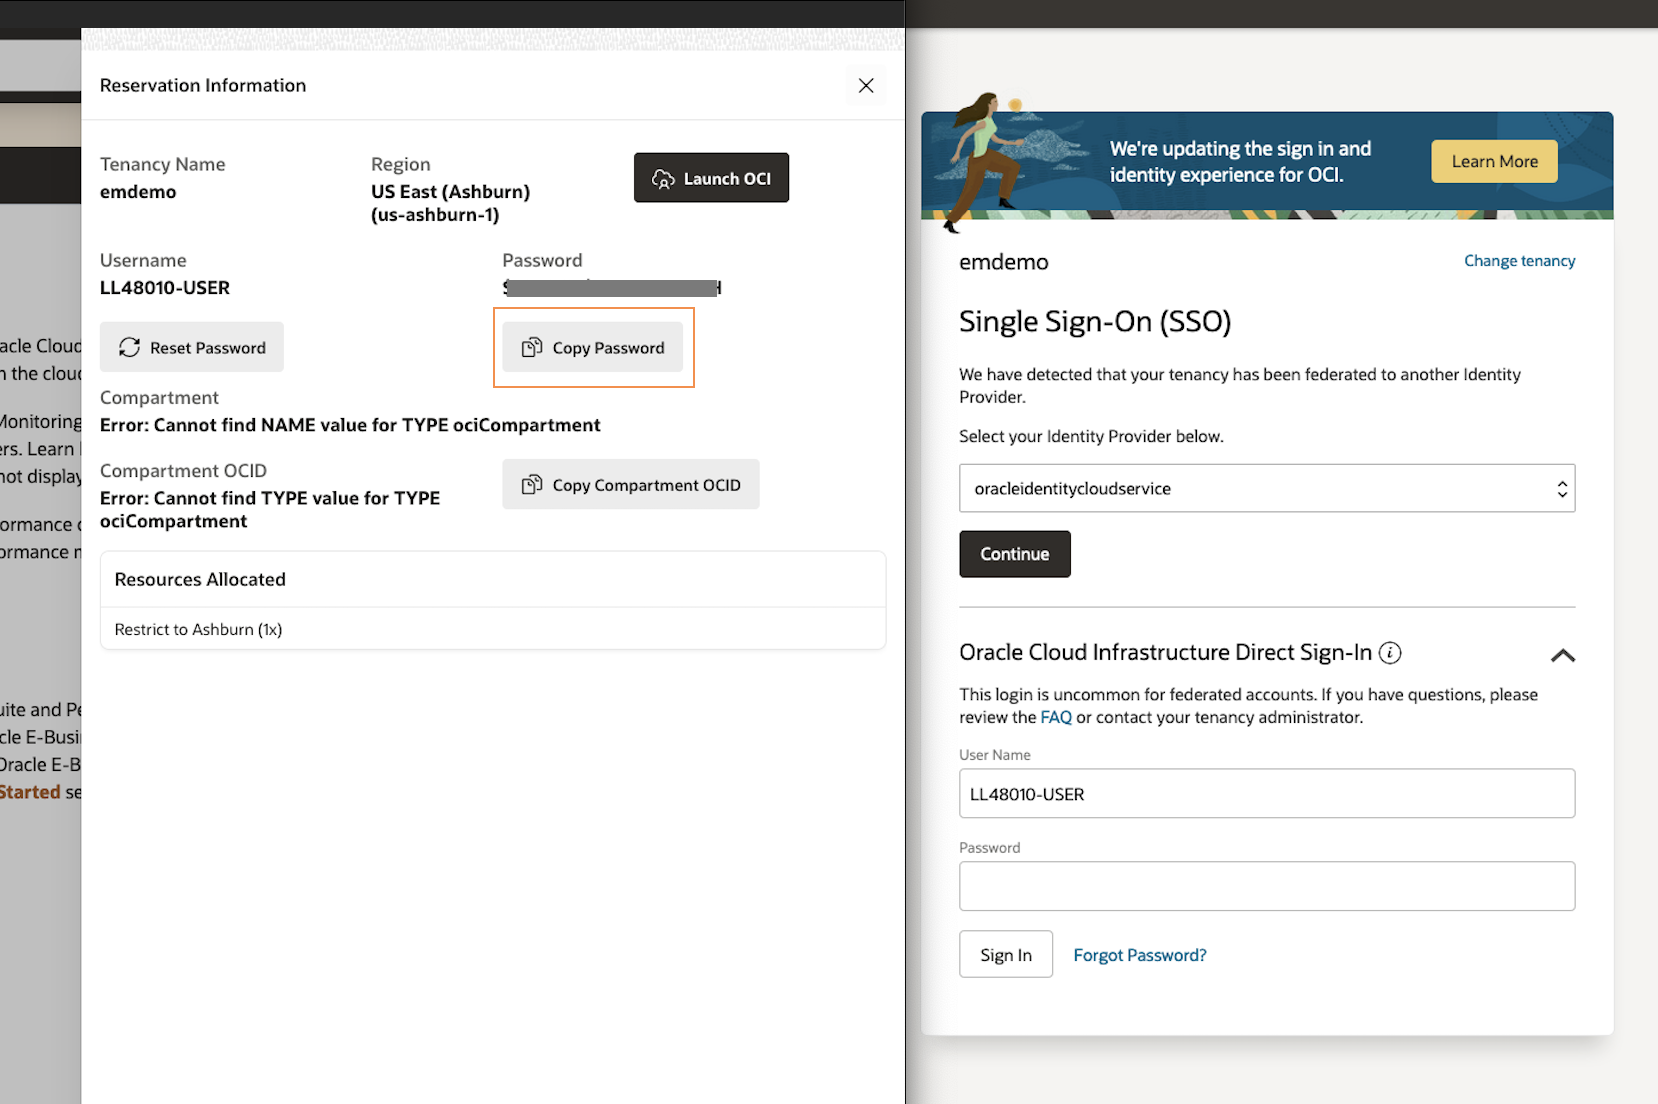 Reservation Information
Tenancy Name
emdemo
Region
US East (Ashburn)
(us-ashburn-1)
Launch OCI
Username
LL48010-USER
Password
Reset Password
Copy Password
Compartment
Error: Cannot find NAME value for TYPE ociCompartment
Compartment OCID
Error: Cannot find TYPE value for TYPE
ociCompartment
Copy Compartment OCID
Resources Allocated
Restrict to Ashburn (1x)
acle Cloud
n the clou
Monitoring
ers. Learn
not display
ormance
ormance
uite and Pe
cle E-Busi
Oracle E-B
Started se
We're updating the sign in and
identity experience for OCI.
Learn More
emdemo
Change tenancy
Single Sign-On (SSO)
We have detected that your tenancy has been federated to another Identity
Provider.
Select your Identity Provider below.
oracleidentitycloudservice
Continue
Oracle Cloud Infrastructure Direct Sign-In i
This login is uncommon for federated accounts. If you have questions, please
review the FAQ or contact your tenancy administrator.
User Name
LL48010-USER
Password
Sign In
Forgot Password?